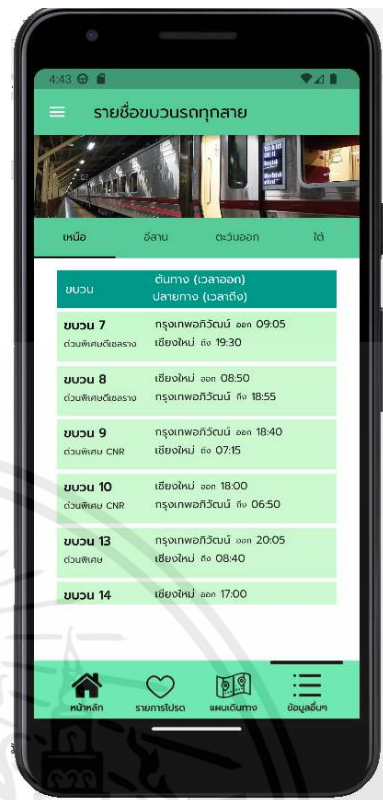 4:43
รายชื่อขบวนรถทุกสาย
เหนือ อีสาน ตะวันออก ใต้
ขบวน
ต้นทาง (เวลาออก)
ปลายทาง (เวลาถึง)
ขบวน 7 กรุงเทพอภิวัฒน์ ออก 09:05
ด่วนพิเศษดีเซลราง เชียงใหม่ ถึง 19:30
ขบวน 8 เชียงใหม่ ออก 08:50
ด่วนพิเศษดีเซลราง กรุงเทพอภิวัฒน์ ถึง 18:55
ขบวน 9 กรุงเทพอภิวัฒน์ ออก 18:40
ด่วนพิเศษ CNR เชียงใหม่ ถึง 07:15
ขบวน 10 เชียงใหม่ ออก 18:00
ด่วนพิเศษ CNR กรุงเทพอภิวัฒน์ ถึง 06:50
ขบวน 13 กรุงเทพอภิวัฒน์ ออก 20:05
ด่วนพิเศษ เชียงใหม่ ถึง 08:40
ขบวน 14 เชียงใหม่ ออก 17:00
หน้าหลัก รายการโปรด แผนเดินทาง ข้อมูลอื่นๆ